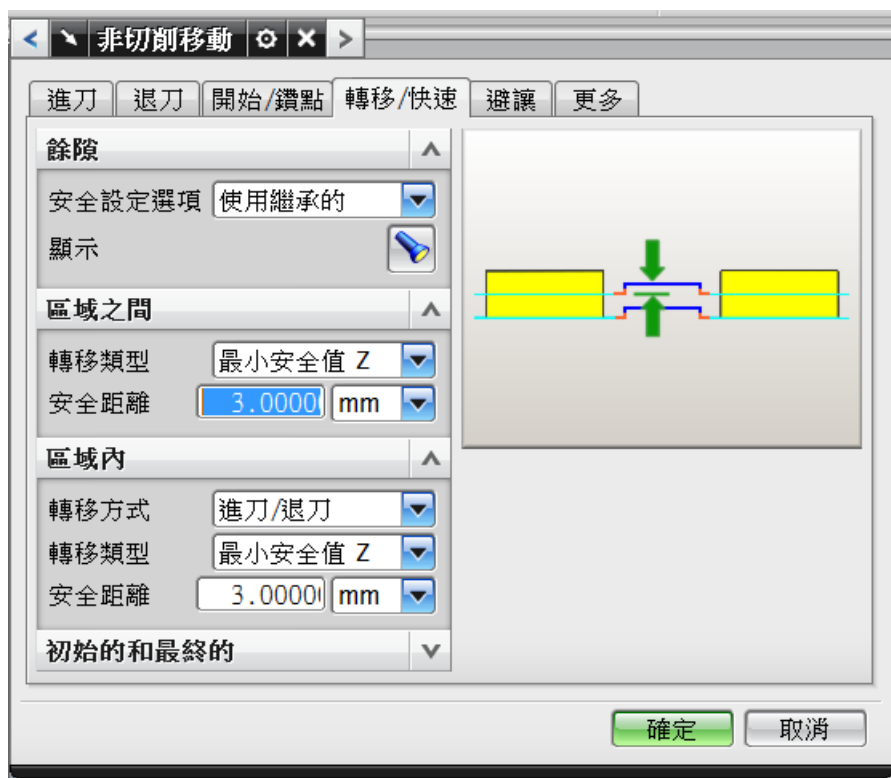 非切削移動
進刀 退刀 開始/鑽點 轉移/快速 避讓 更多
餘隙
安全設定選項 使用繼承的
顯示
區域之間
轉移類型 最小安全值 Z
安全距離 3.0000 mm
區域內
轉移方式 進刀/退刀
轉移類型 最小安全值 Z
安全距離 3.0000 mm
初始的和最終的
確定 取消